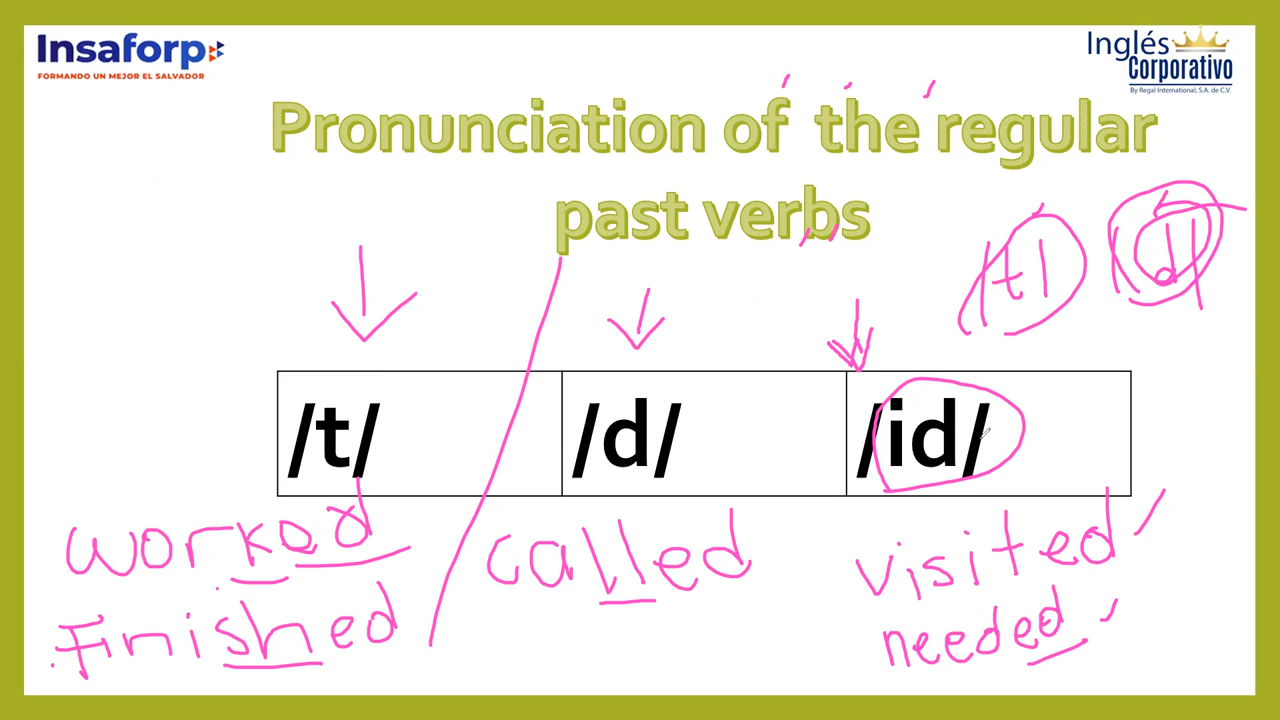 Insaforp
FORMANDO UN MEJOR EL SALVADOR
Inglés
Corporativo
By Regal International, S.A. de C.V.
Pronunciation of the regular
past verbs
/t/ /d/
/t/ /d/ /id/
worked called visited
Finished needed